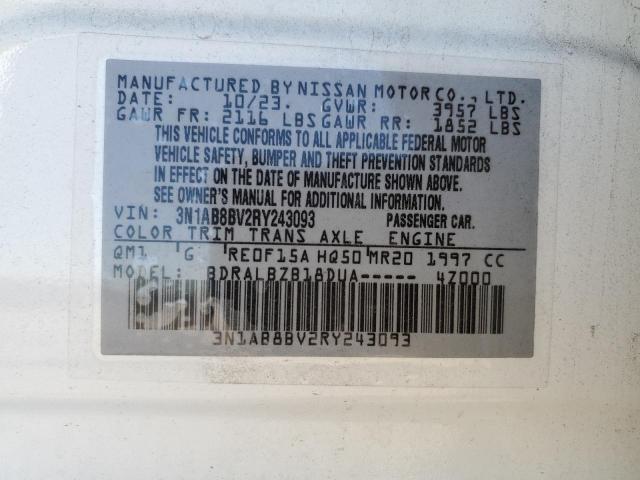 MANUFACTURED BY NISSAN MOTOR CO., LTD.
DATE: 10/23. GVWR: 3957 LBS
GAWR FR: 2116 LBS GAWR RR: 1852 LBS
THIS VEHICLE CONFORMS TO ALL APPLICABLE FEDERAL MOTOR
VEHICLE SAFETY, BUMPER AND THEFT PREVENTION STANDARDS
IN EFFECT ON THE DATE OF MANUFACTURE SHOWN ABOVE.
SEE OWNER'S MANUAL FOR ADDITIONAL INFORMATION.
VIN: 3N1AB8BV2RY243093 PASSENGER CAR.
COLOR TRIM TRANS AXLE ENGINE
QM1 G RE0F15A HQ50 MR20 1997 CC
MODEL: BDRALBZB18DUA----- 4Z000
3N1AB8BV2RY243093